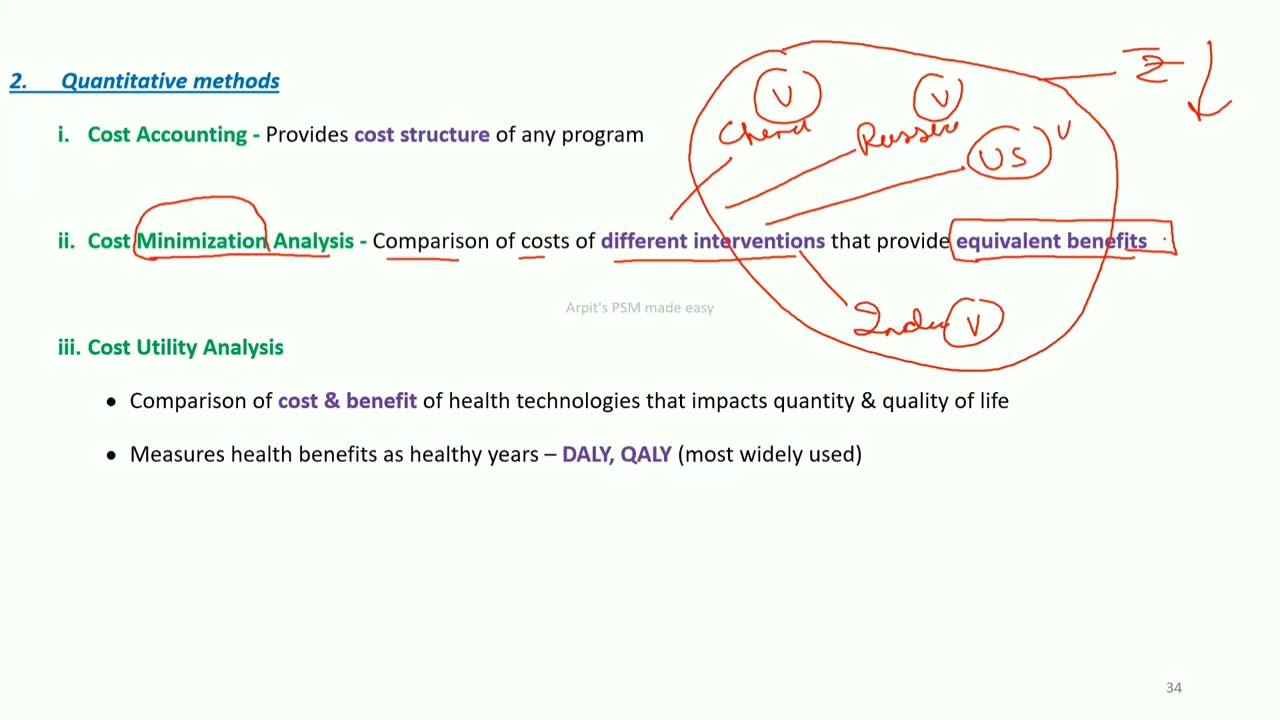 2. Quantitative methods
V
V
Russia
US
V
i. Cost Accounting - Provides cost structure of any program
ii. Cost Minimization Analysis - Comparison of costs of different interventions that provide equivalent benefits
Arpit's PSM made easy
V
iii. Cost Utility Analysis
• Comparison of cost & benefit of health technologies that impacts quantity & quality of life
• Measures health benefits as healthy years – DALY, QALY (most widely used)
34